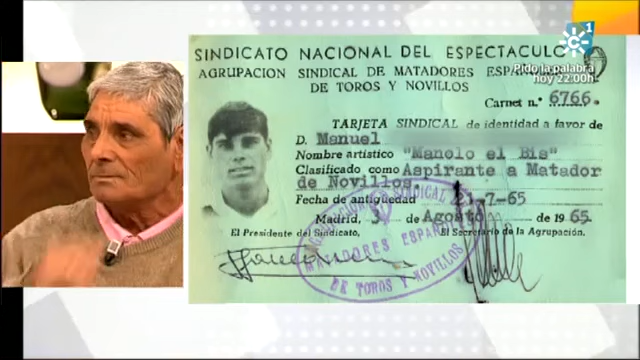 SINDICATO NACIONAL DEL ESPECTACULO
AGRUPACION SINDICAL DE MATADORES
DE TOROS Y NOVILLOS
Carnet n.º 6766.
TARJETA SINDICAL de identidad a favor de
D. Manuel
Nombre artístico "Manolo el Bis"
Clasificado como Aspirante a Matador
de Novillos.
Fecha de antigüedad 21-7-65
Madrid, 3 de Agosto de 1965.
El Presidente del Sindicato, El Secretario de la Agrupación.
SINDICAL
MATADORES ESPAÑ
DE TOROS Y NOVILLOS
1
Pido la palabra
hoy 22:00h